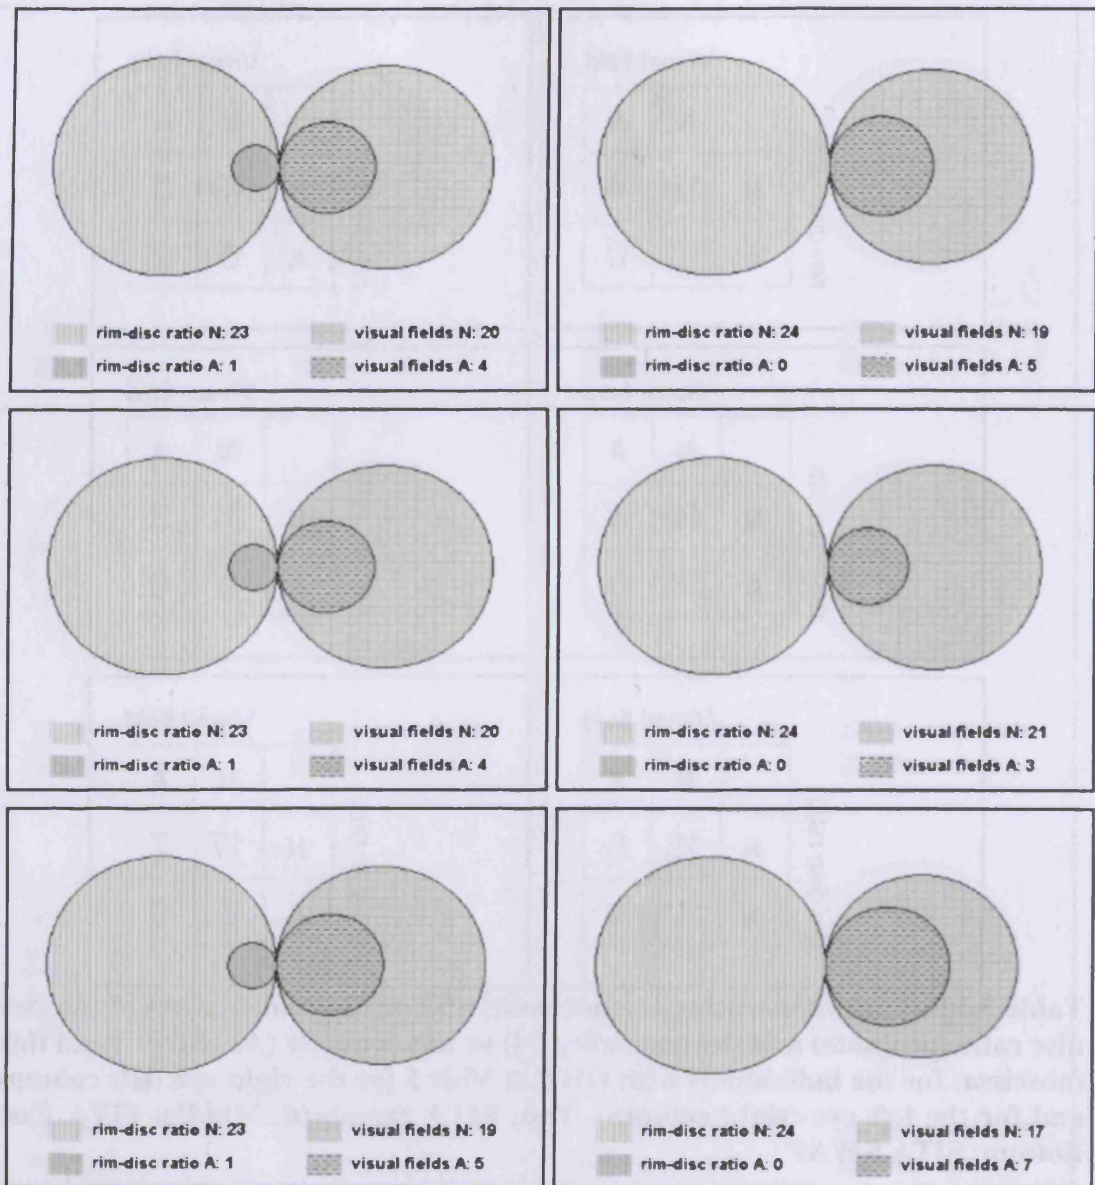 rim-disc ratio N: 23 visual fields N: 20
rim-disc ratio A: 1 visual fields A: 4
rim-disc ratio N: 24 visual fields N: 19
rim-disc ratio A: 0 visual fields A: 5
rim-disc ratio N: 23 visual fields N: 20
rim-disc ratio A: 1 visual fields A: 4
rim-disc ratio N: 24 visual fields N: 21
rim-disc ratio A: 0 visual fields A: 3
rim-disc ratio N: 23 visual fields N: 19
rim-disc ratio A: 1 visual fields A: 5
rim-disc ratio N: 24 visual fields N: 17
rim-disc ratio A: 0 visual fields A: 7